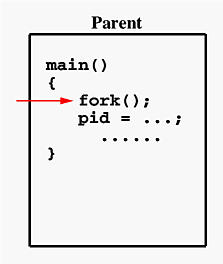 Parent
main()
{
fork();
pid = ...;
......
}